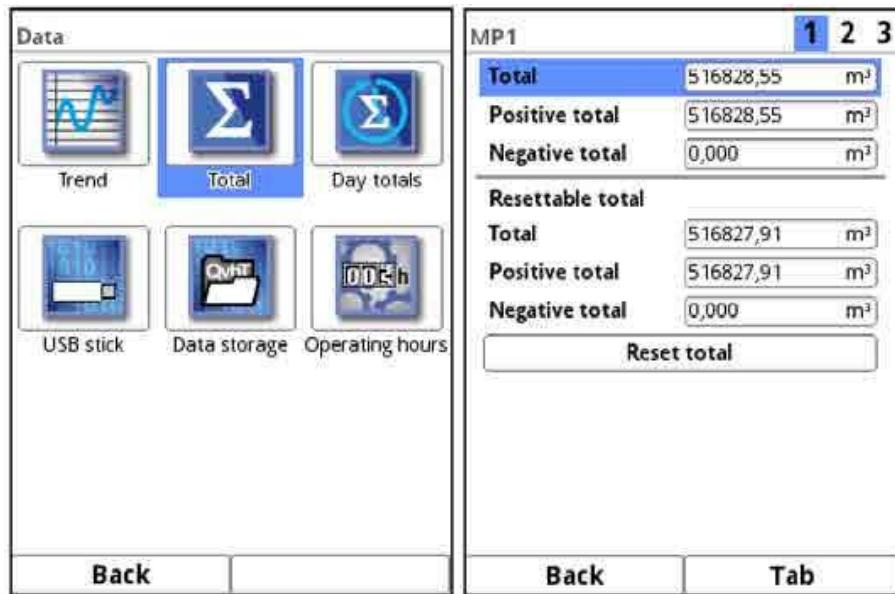 Data
Trend
Total
Day totals
QvhT
USB stick
Data storage
Operating hours
Back
MP1
1 2 3
Total 516828,55 m³
Positive total 516828,55 m³
Negative total 0,000 m³
Resettable total
Total 516827,91 m³
Positive total 516827,91 m³
Negative total 0,000 m³
Reset total
Back Tab